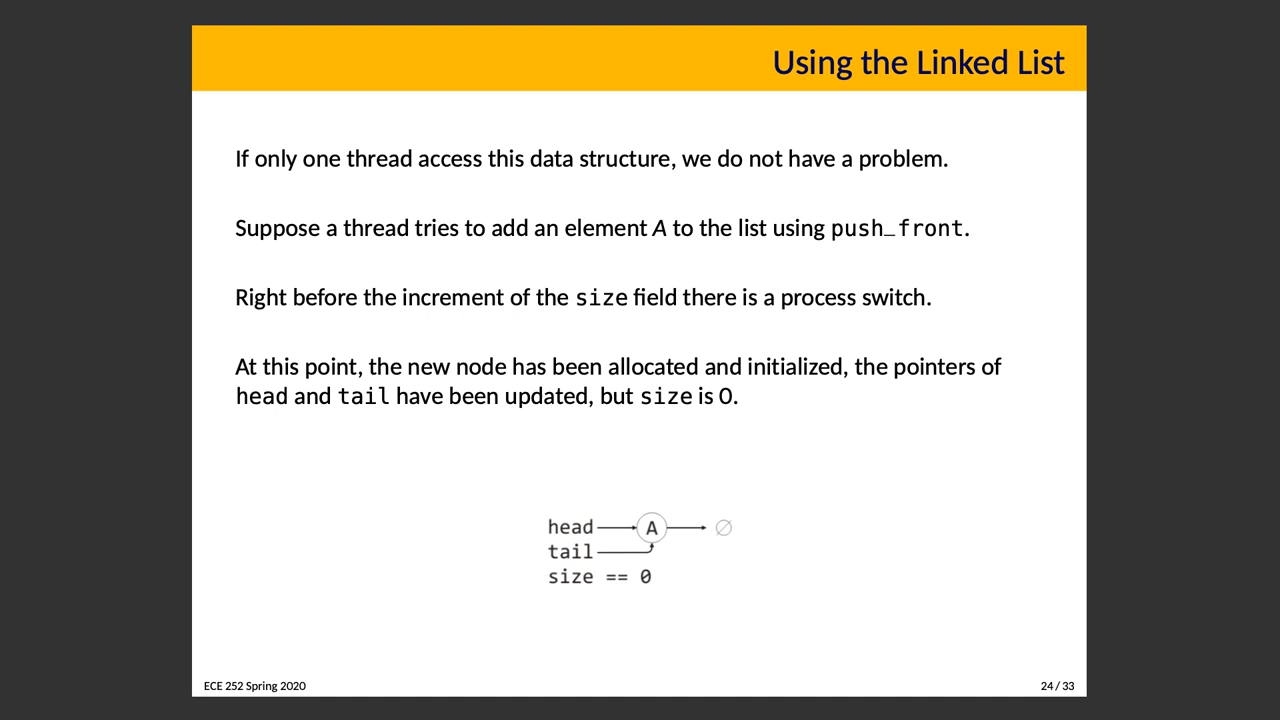 Using the Linked List
If only one thread access this data structure, we do not have a problem.
Suppose a thread tries to add an element A to the list using push_front.
Right before the increment of the size field there is a process switch.
At this point, the new node has been allocated and initialized, the pointers of
head and tail have been updated, but size is 0.
head A ∅
tail
size == 0
ECE 252 Spring 2020 24 / 33